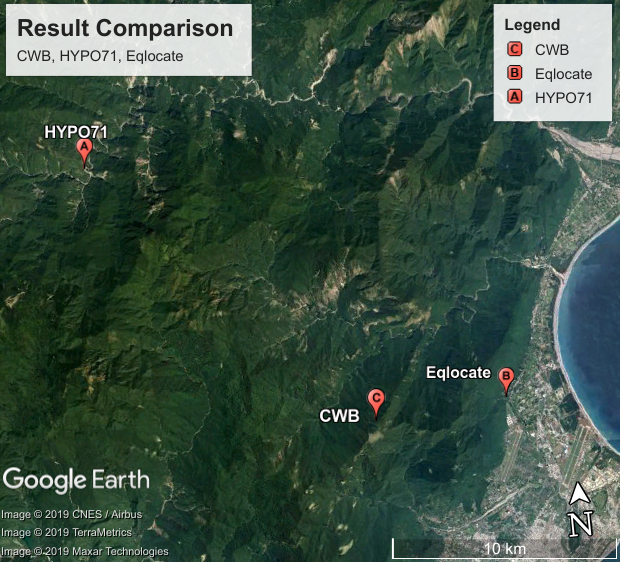 Result Comparison
CWB, HYPO71, Eqlocate
Legend
C CWB
B Eqlocate
A HYPO71
HYPO71
A
Eqlocate
B
C
CWB
Google Earth
Image © 2019 CNES / Airbus
Image © 2019 TerraMetrics
Image © 2019 Maxar Technologies
N
10 km